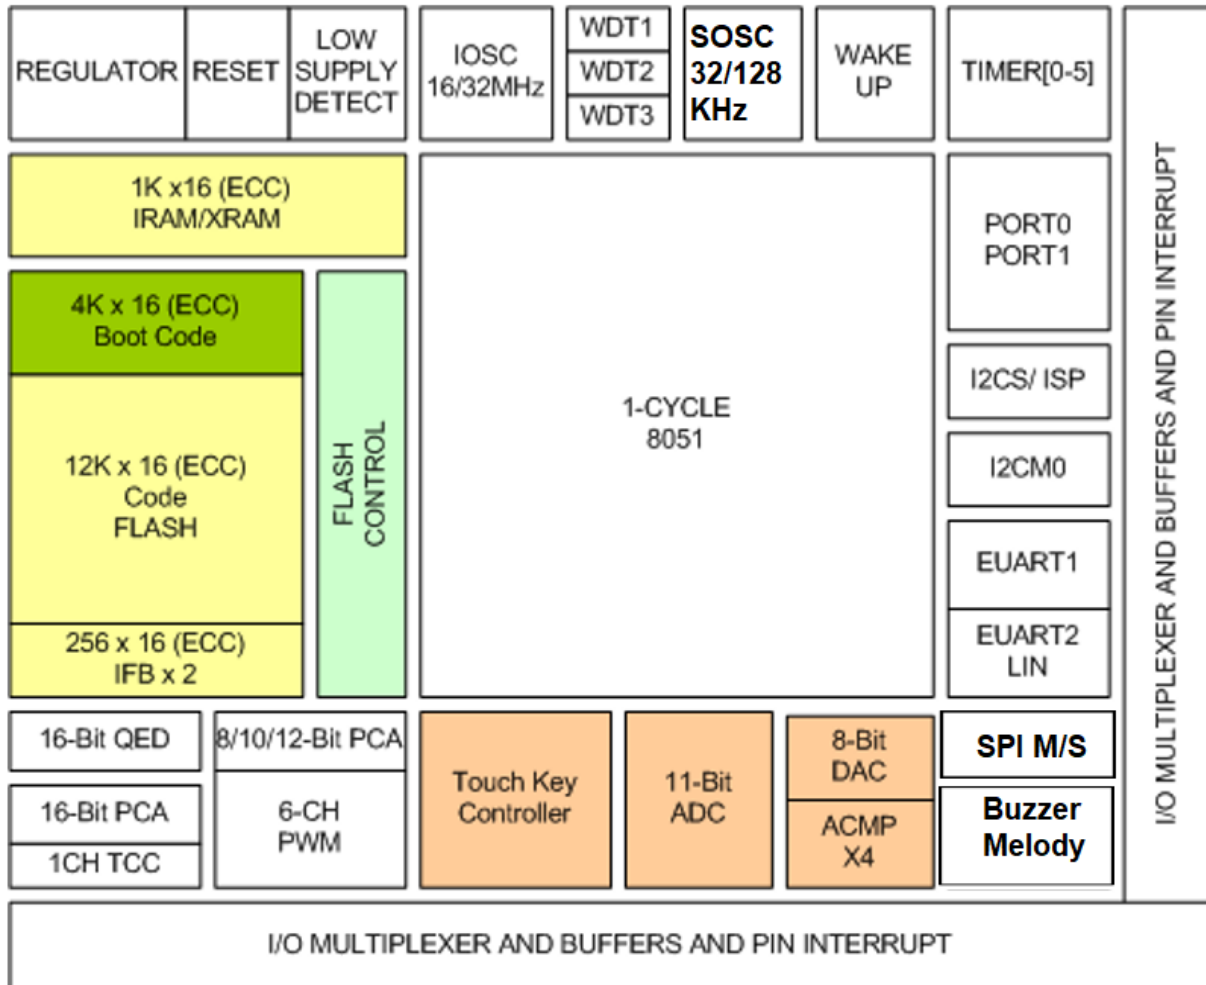 REGULATOR
RESET
LOW
SUPPLY
DETECT
IOSC
16/32MHz
WDT1
WDT2
WDT3
SOSC
32/128
KHz
WAKE
UP
TIMER[0-5]
1K x16 (ECC)
IRAM/XRAM
4K x 16 (ECC)
Boot Code
12K x 16 (ECC)
Code
FLASH
256 x 16 (ECC)
IFB x 2
FLASH
CONTROL
1-CYCLE
8051
PORT0
PORT1
I2CS/ ISP
I2CM0
EUART1
EUART2
LIN
16-Bit QED
16-Bit PCA
1CH TCC
8/10/12-Bit PCA
6-CH
PWM
Touch Key
Controller
11-Bit
ADC
8-Bit
DAC
ACMP
X4
SPI M/S
Buzzer
Melody
I/O MULTIPLEXER AND BUFFERS AND PIN INTERRUPT
I/O MULTIPLEXER AND BUFFERS AND PIN INTERRUPT